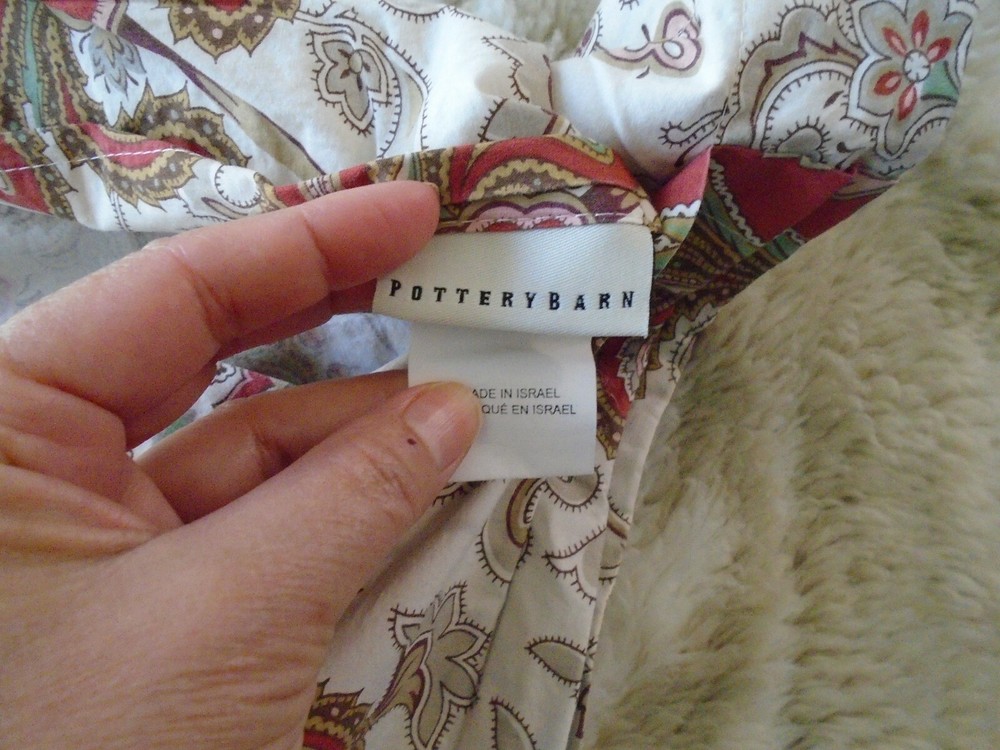 POTTERYBARN
ADE IN ISRAEL
QUÉ EN ISRAEL